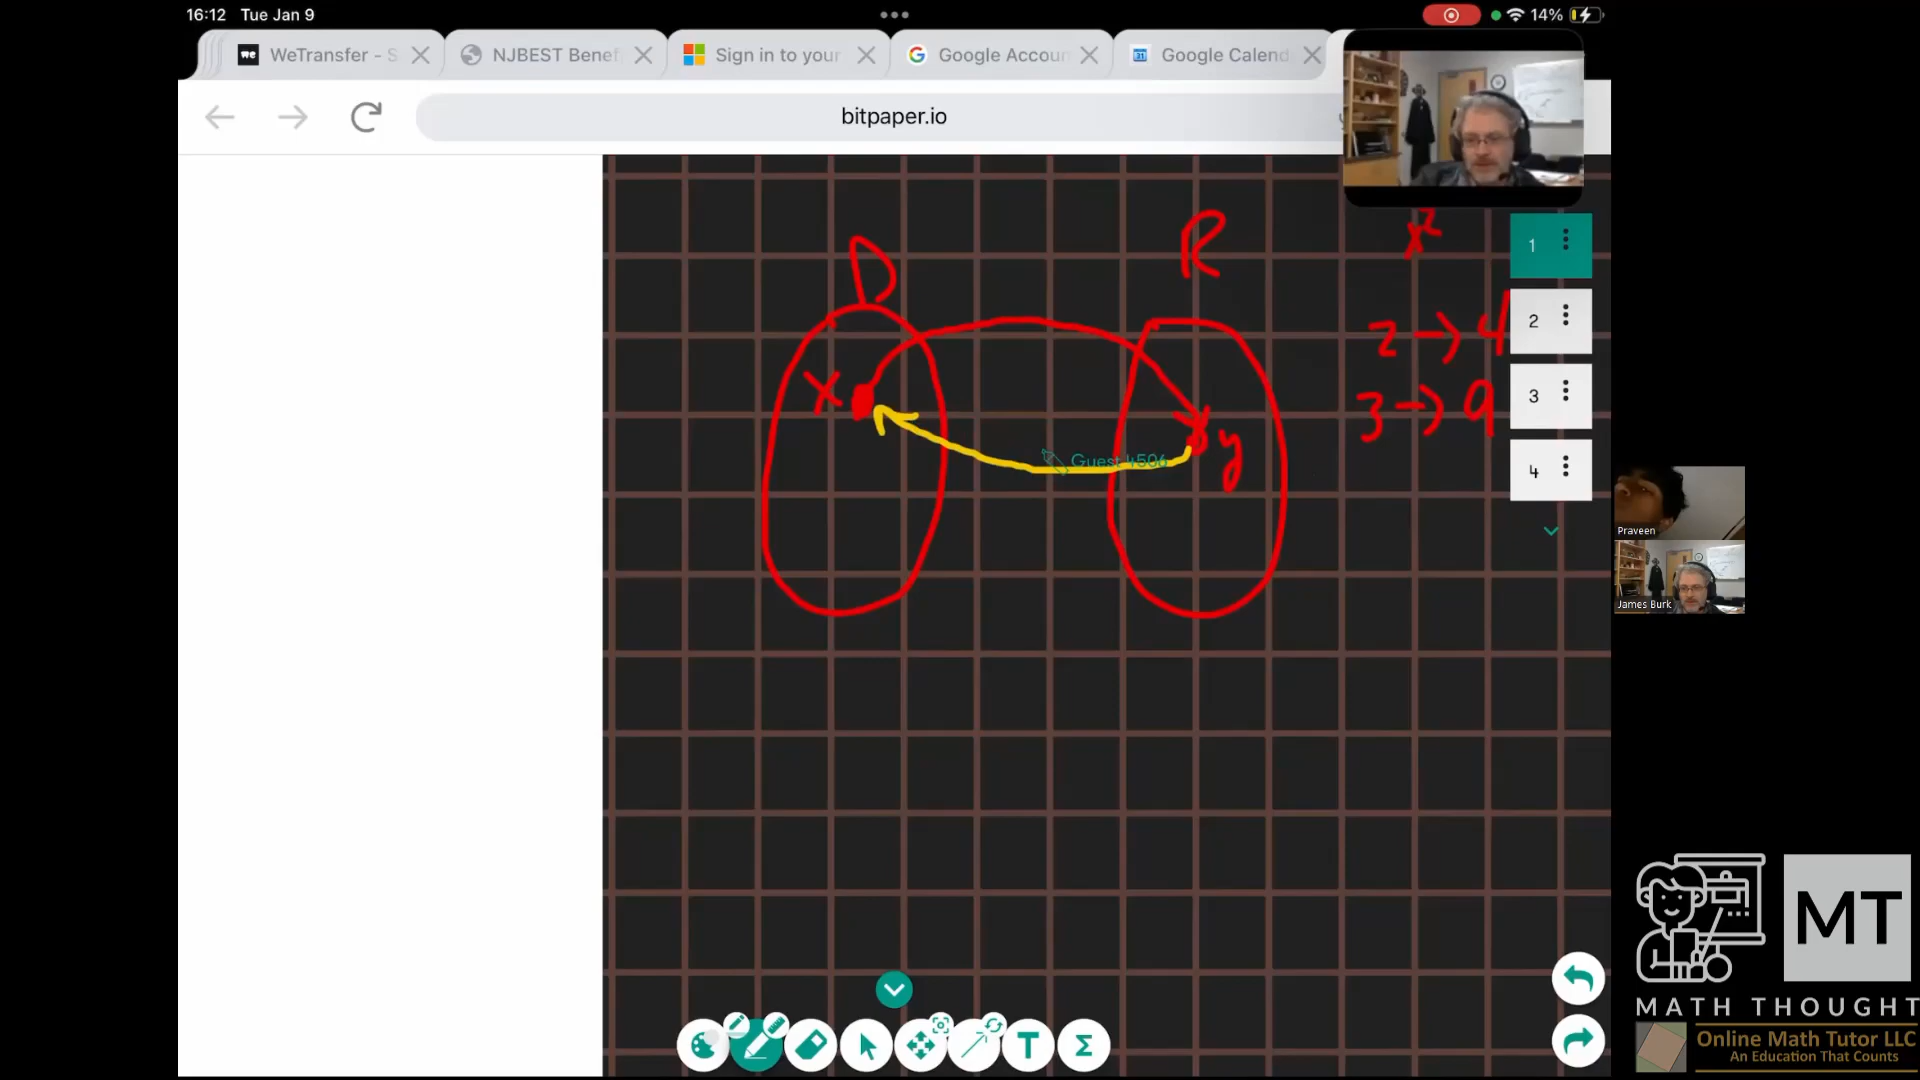 16:12 Tue Jan 9
14%
WeTransfer - S
NJBEST Benef
Sign in to your
Google Accoun
Google Calend
bitpaper.io
D
R
x²
2 → 4
3 → 9
x
y
Guest 4506
1
2
3
4
Praveen
James Burk
T
Σ
MT
MATH THOUGHT
Online Math Tutor LLC
An Education That Counts